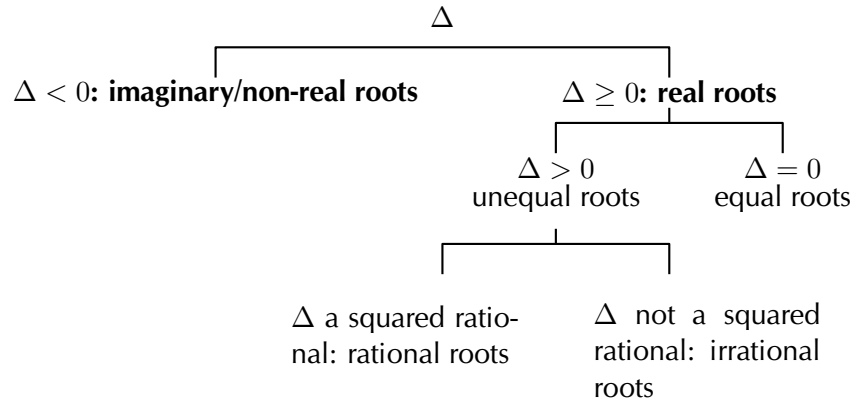 Δ
Δ < 0: imaginary/non-real roots
Δ ≥ 0: real roots
Δ > 0
unequal roots
Δ = 0
equal roots
Δ a squared ratio-
nal: rational roots
Δ not a squared
rational: irrational
roots